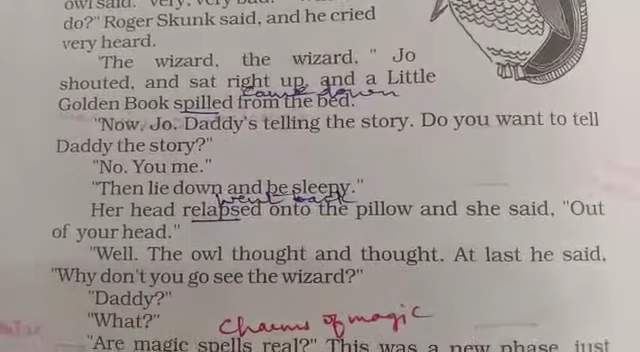 owl said. "Very, very bad.
do?" Roger Skunk said, and he cried
very heard.
"The wizard, the wizard, " Jo
shouted, and sat right up, and a Little
came down
Golden Book spilled from the bed.
"Now, Jo. Daddy's telling the story. Do you want to tell
Daddy the story?"
"No. You me."
"Then lie down and be sleepy."
went back
Her head relapsed onto the pillow and she said, "Out
of your head."
"Well. The owl thought and thought. At last he said,
"Why don't you go see the wizard?"
"Daddy?"
"What?"
charms of magic
"Are magic spells real?" This was a new phase, just